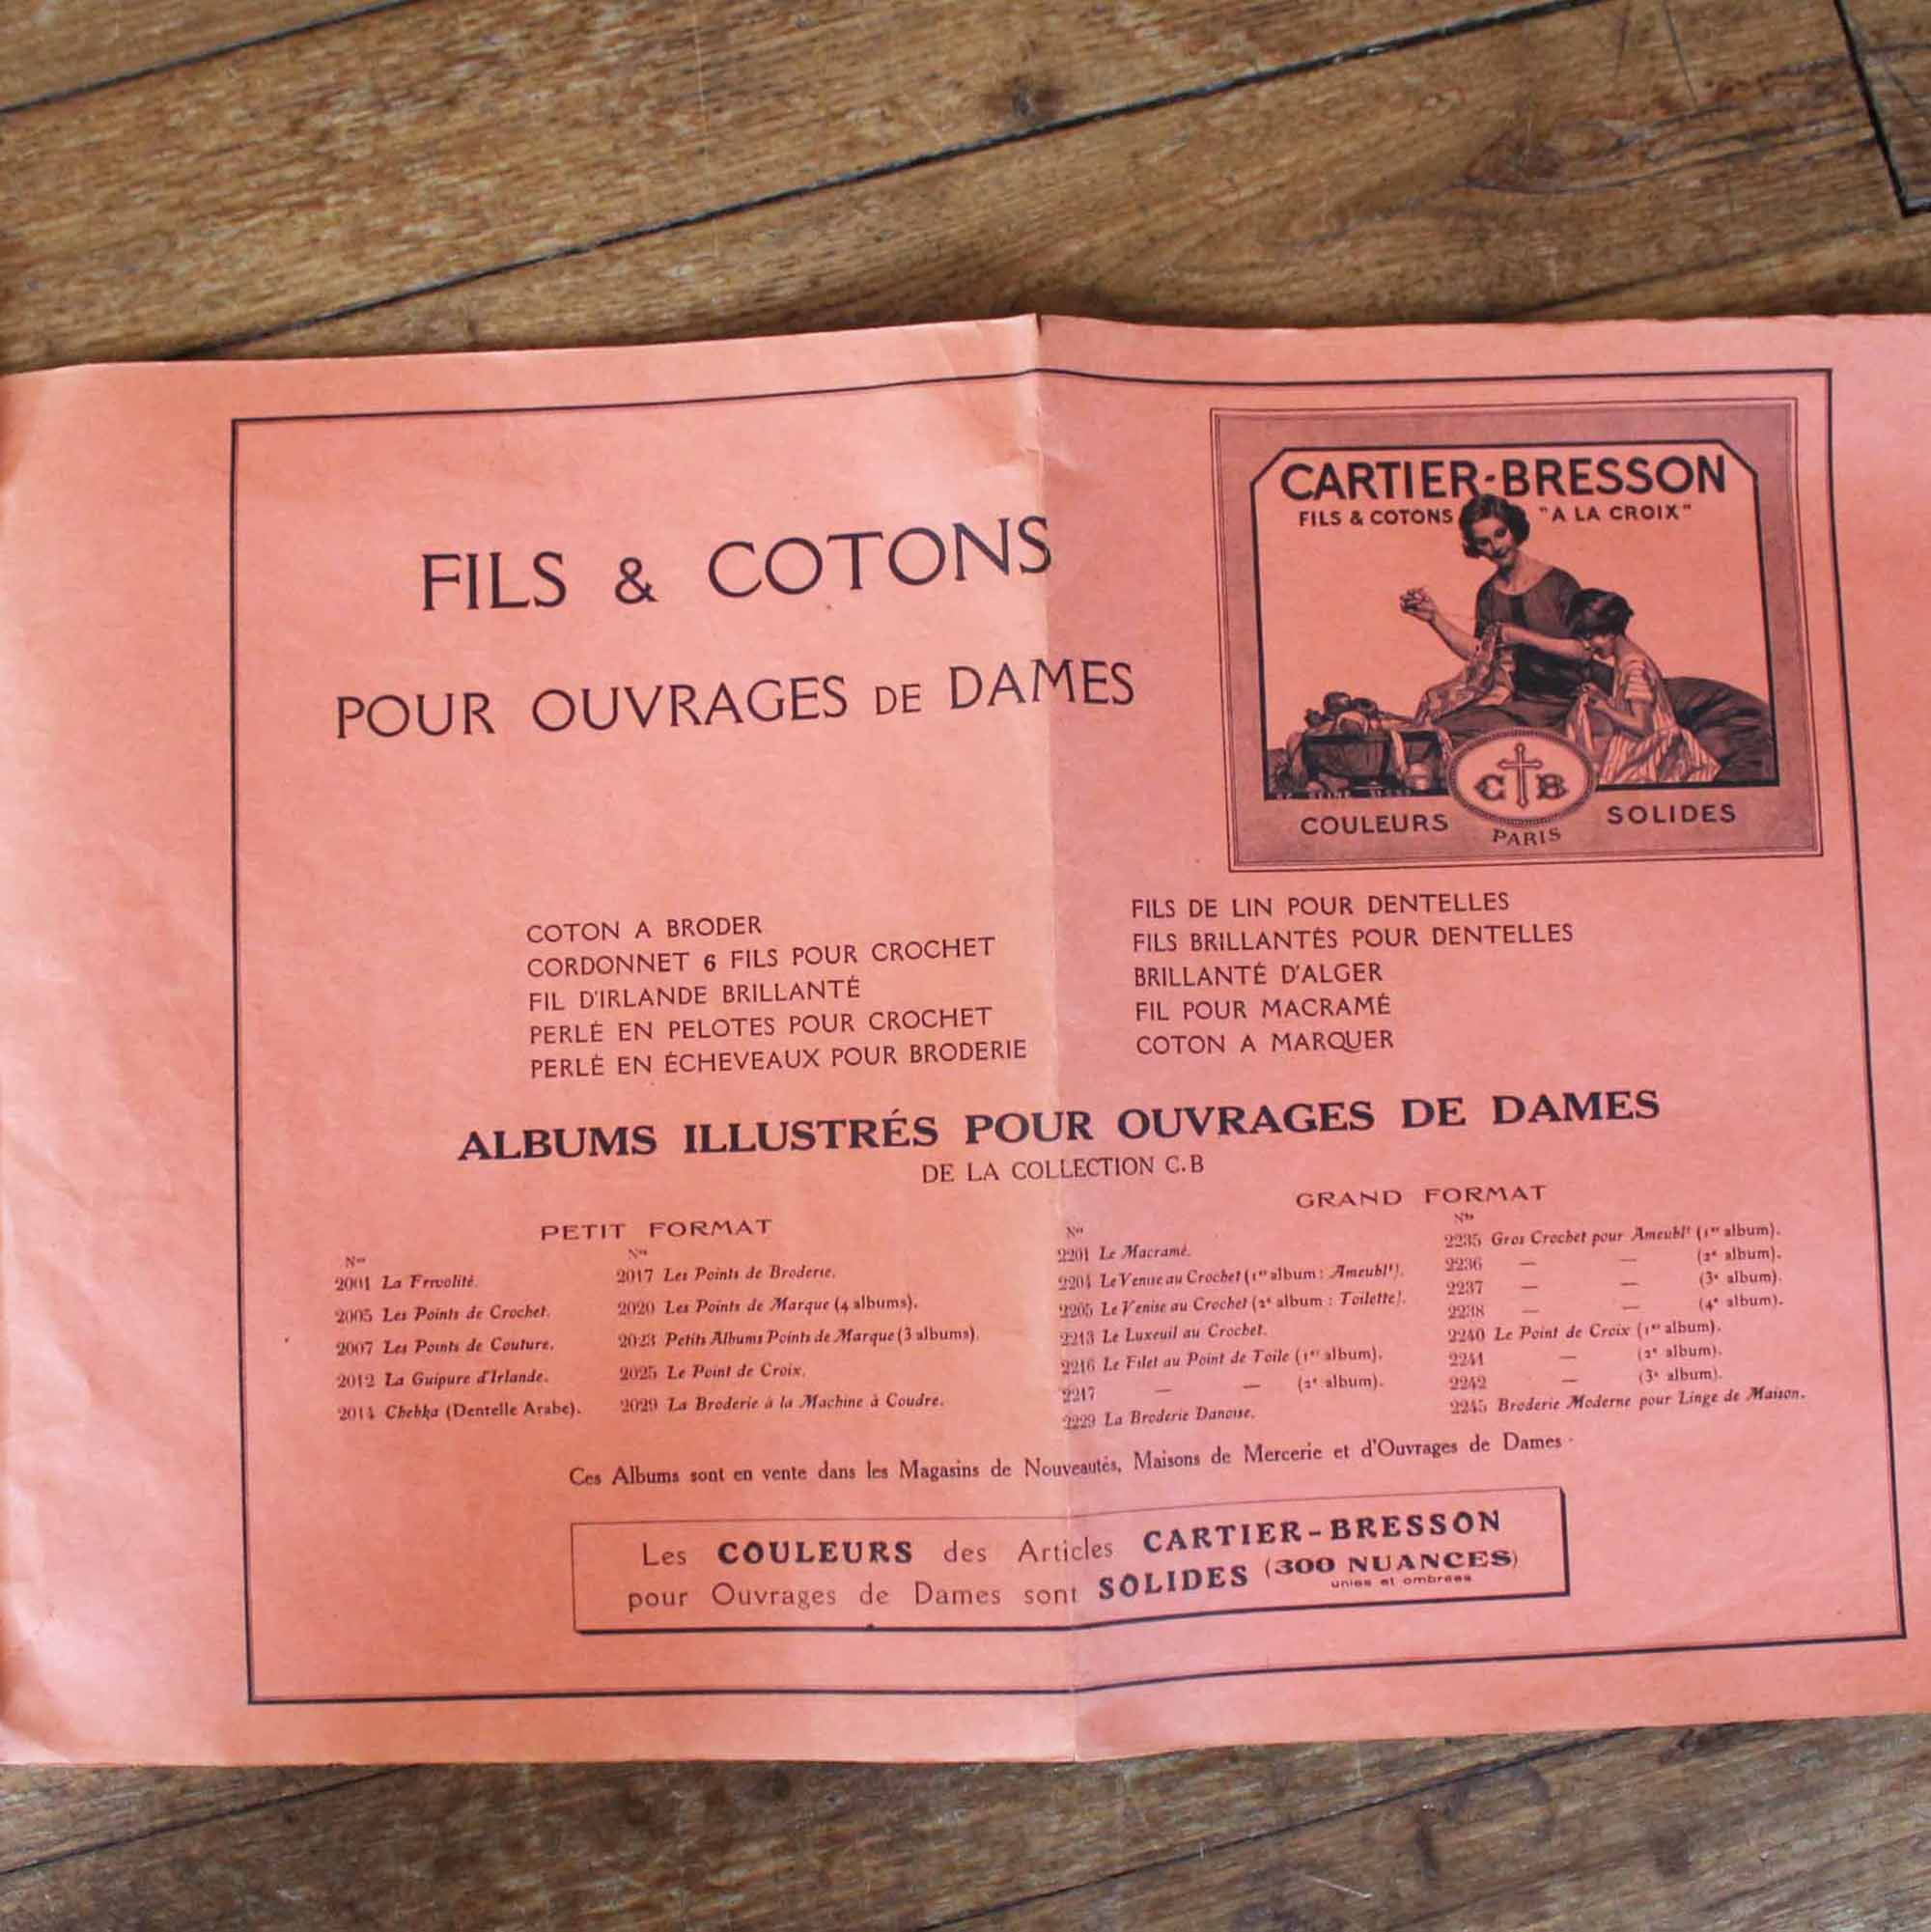 FILS & COTONS
POUR OUVRAGES DE DAMES
CARTIER-BRESSON
FILS & COTONS "A LA CROIX"
C B
COULEURS SOLIDES
PARIS
COTON A BRODER
CORDONNET 6 FILS POUR CROCHET
FIL D'IRLANDE BRILLANTÉ
PERLÉ EN PELOTES POUR CROCHET
PERLÉ EN ÉCHEVEAUX POUR BRODERIE
FILS DE LIN POUR DENTELLES
FILS BRILLANTÉS POUR DENTELLES
BRILLANTÉ D'ALGER
FIL POUR MACRAMÉ
COTON A MARQUER
ALBUMS ILLUSTRÉS POUR OUVRAGES DE DAMES
DE LA COLLECTION C.B
PETIT FORMAT
Nos
2001 La Frivolité.
2005 Les Points de Crochet.
2007 Les Points de Couture.
2012 La Guipure d'Irlande.
2014 Chebka (Dentelle Arabe).
Nos
2017 Les Points de Broderie.
2020 Les Points de Marque (4 albums).
2023 Petits Albums Points de Marque (3 albums).
2025 Le Point de Croix.
2029 La Broderie à la Machine à Coudre.
GRAND FORMAT
Nos
2201 Le Macramé.
2204 Le Venise au Crochet (1er album : Ameublt).
2205 Le Venise au Crochet (2e album : Toilette).
2213 Le Luxeuil au Crochet.
2216 Le Filet au Point de Toile (1er album).
2217 — — (2e album).
2229 La Broderie Danoise.
Nos
2235 Gros Crochet pour Ameublt (1er album).
2236 — — (2e album).
2237 — — (3e album).
2238 — — (4e album).
2240 Le Point de Croix (1er album).
2241 — (2e album).
2242 — (3e album).
2245 Broderie Moderne pour Linge de Maison.
Ces Albums sont en vente dans les Magasins de Nouveautés, Maisons de Mercerie et d'Ouvrages de Dames
Les COULEURS des Articles CARTIER-BRESSON
pour Ouvrages de Dames sont SOLIDES (300 NUANCES)
unies et ombrées